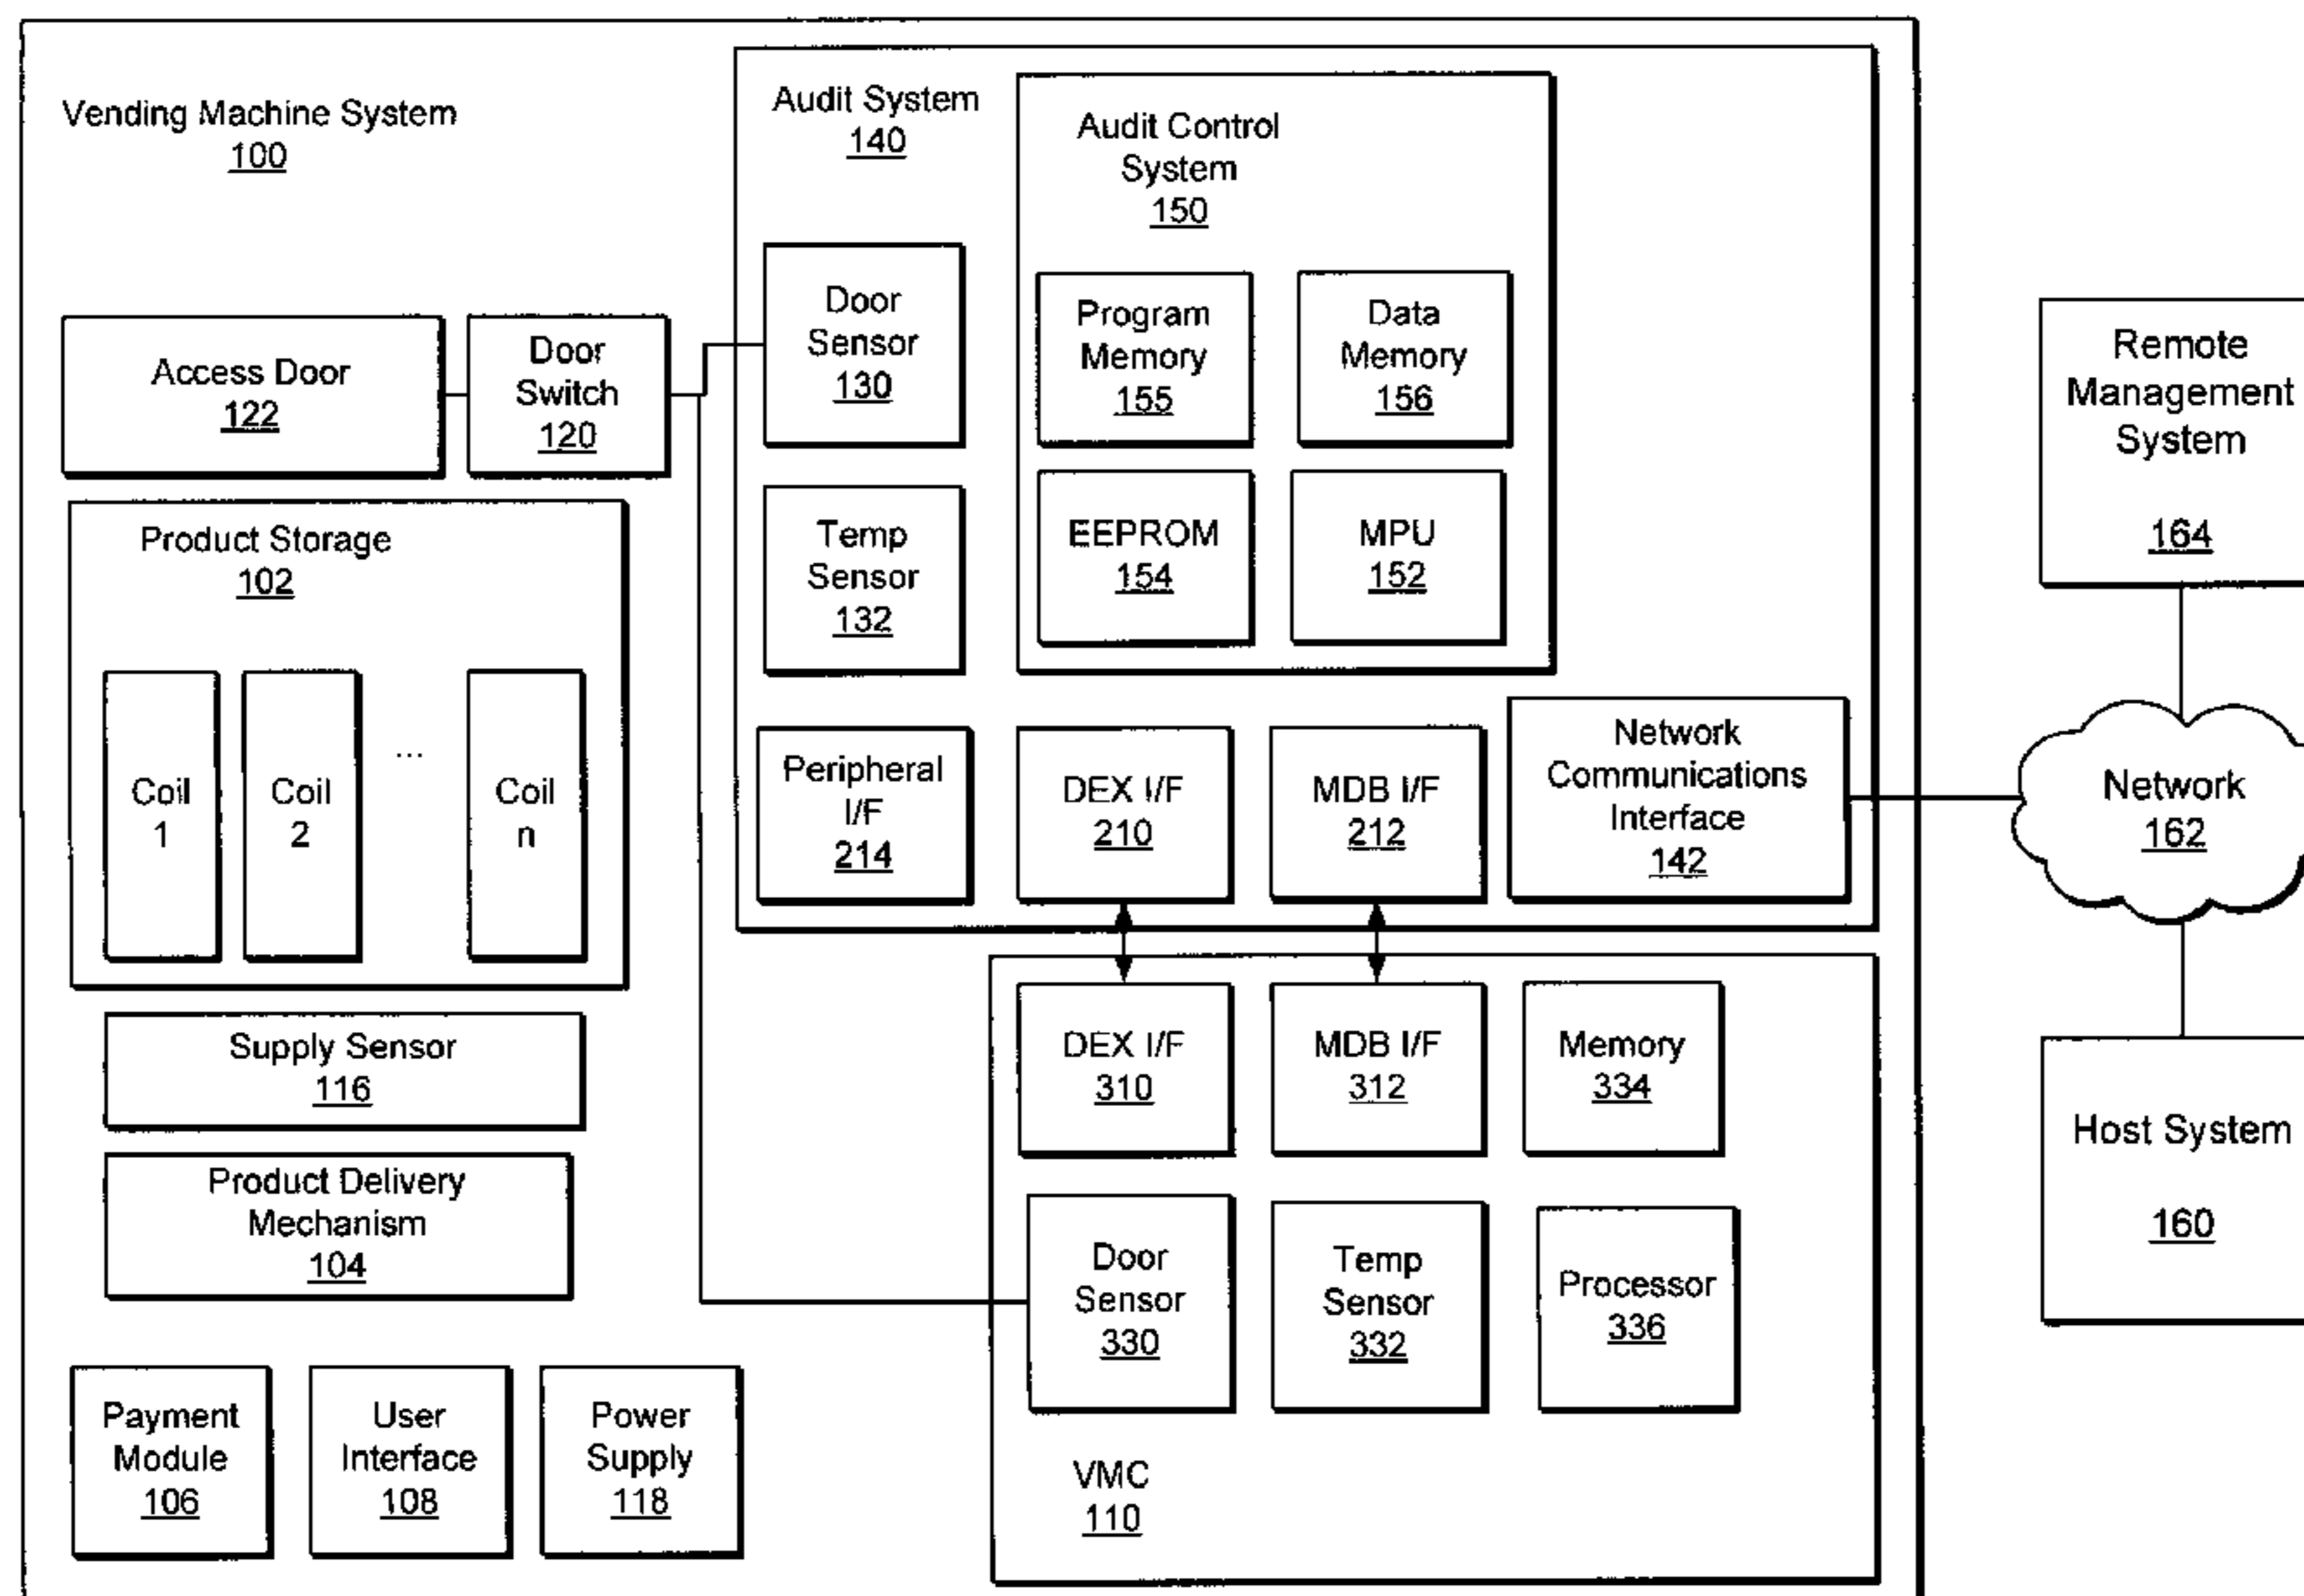 Vending Machine System
100
Audit System
140
Audit Control
System
150
Access Door
122
Door
Switch
120
Door
Sensor
130
Program
Memory
155
Data
Memory
156
Temp
Sensor
132
EEPROM
154
MPU
152
Remote
Management
System
164
Product Storage
102
Coil
1
Coil
2
...
Coil
n
Peripheral
I/F
214
DEX I/F
210
MDB I/F
212
Network
Communications
Interface
142
Network
162
Supply Sensor
116
Product Delivery
Mechanism
104
DEX I/F
310
MDB I/F
312
Memory
334
Door
Sensor
330
Temp
Sensor
332
Processor
336
Host System
160
Payment
Module
106
User
Interface
108
Power
Supply
118
VMC
110